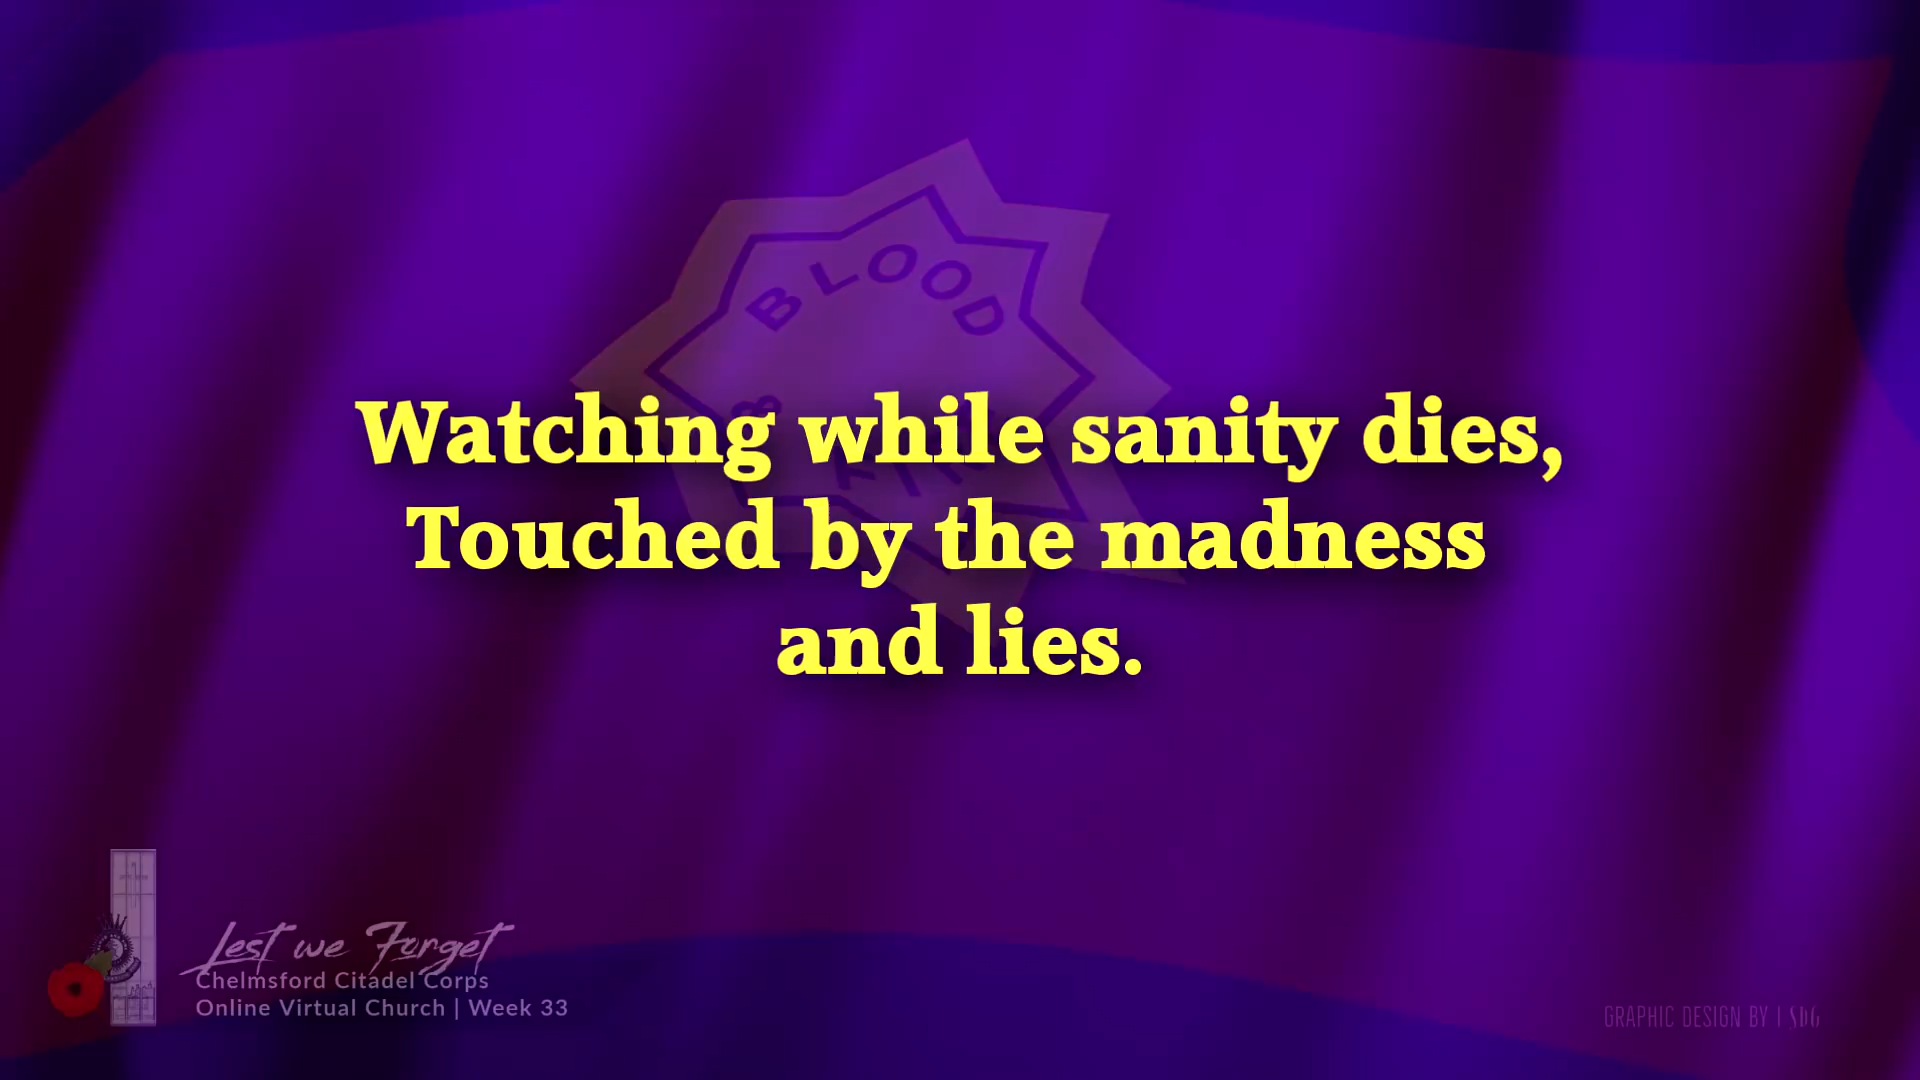 BLOOD
&
Watching while sanity dies,
Touched by the madness
and lies.
Lest we Forget
Chelmsford Citadel Corps
Online Virtual Church | Week 33
GRAPHIC DESIGN BY | SDG